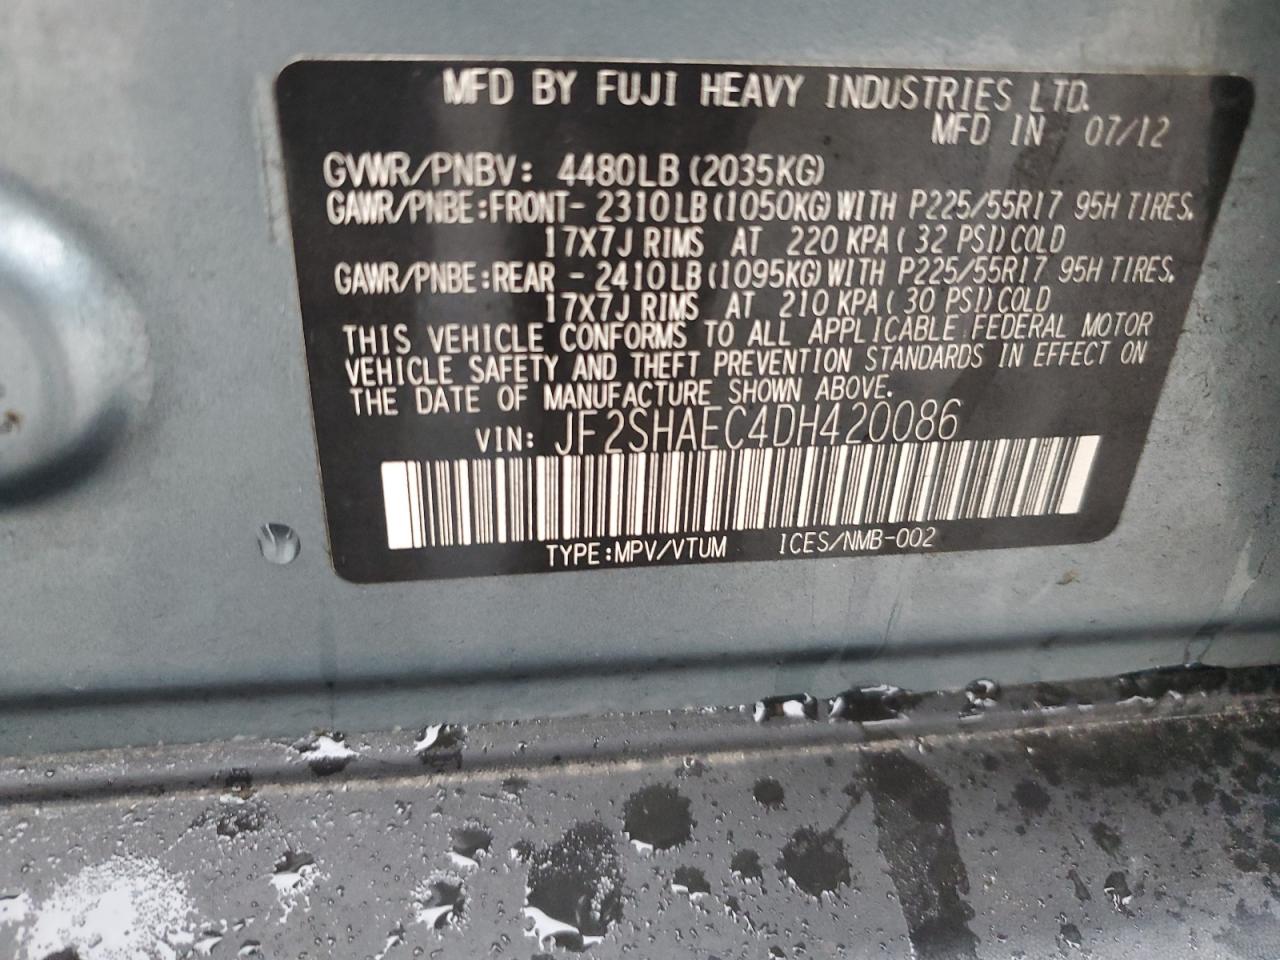 MFD BY FUJI HEAVY INDUSTRIES LTD.
MFD IN 07/12
GVWR/PNBV: 4480LB (2035KG)
GAWR/PNBE:FRONT- 2310LB(1050KG)WITH P225/55R17 95H TIRES.
17X7J RIMS AT 220 KPA( 32 PSI)COLD
GAWR/PNBE:REAR - 2410LB(1095KG)WITH P225/55R17 95H TIRES.
17X7J RIMS AT 210 KPA( 30 PSI)COLD
THIS VEHICLE CONFORMS TO ALL APPLICABLE FEDERAL MOTOR
VEHICLE SAFETY AND THEFT PREVENTION STANDARDS IN EFFECT ON
THE DATE OF MANUFACTURE SHOWN ABOVE.
VIN: JF2SHAEC4DH420086
TYPE:MPV/VTUM ICES/NMB-002